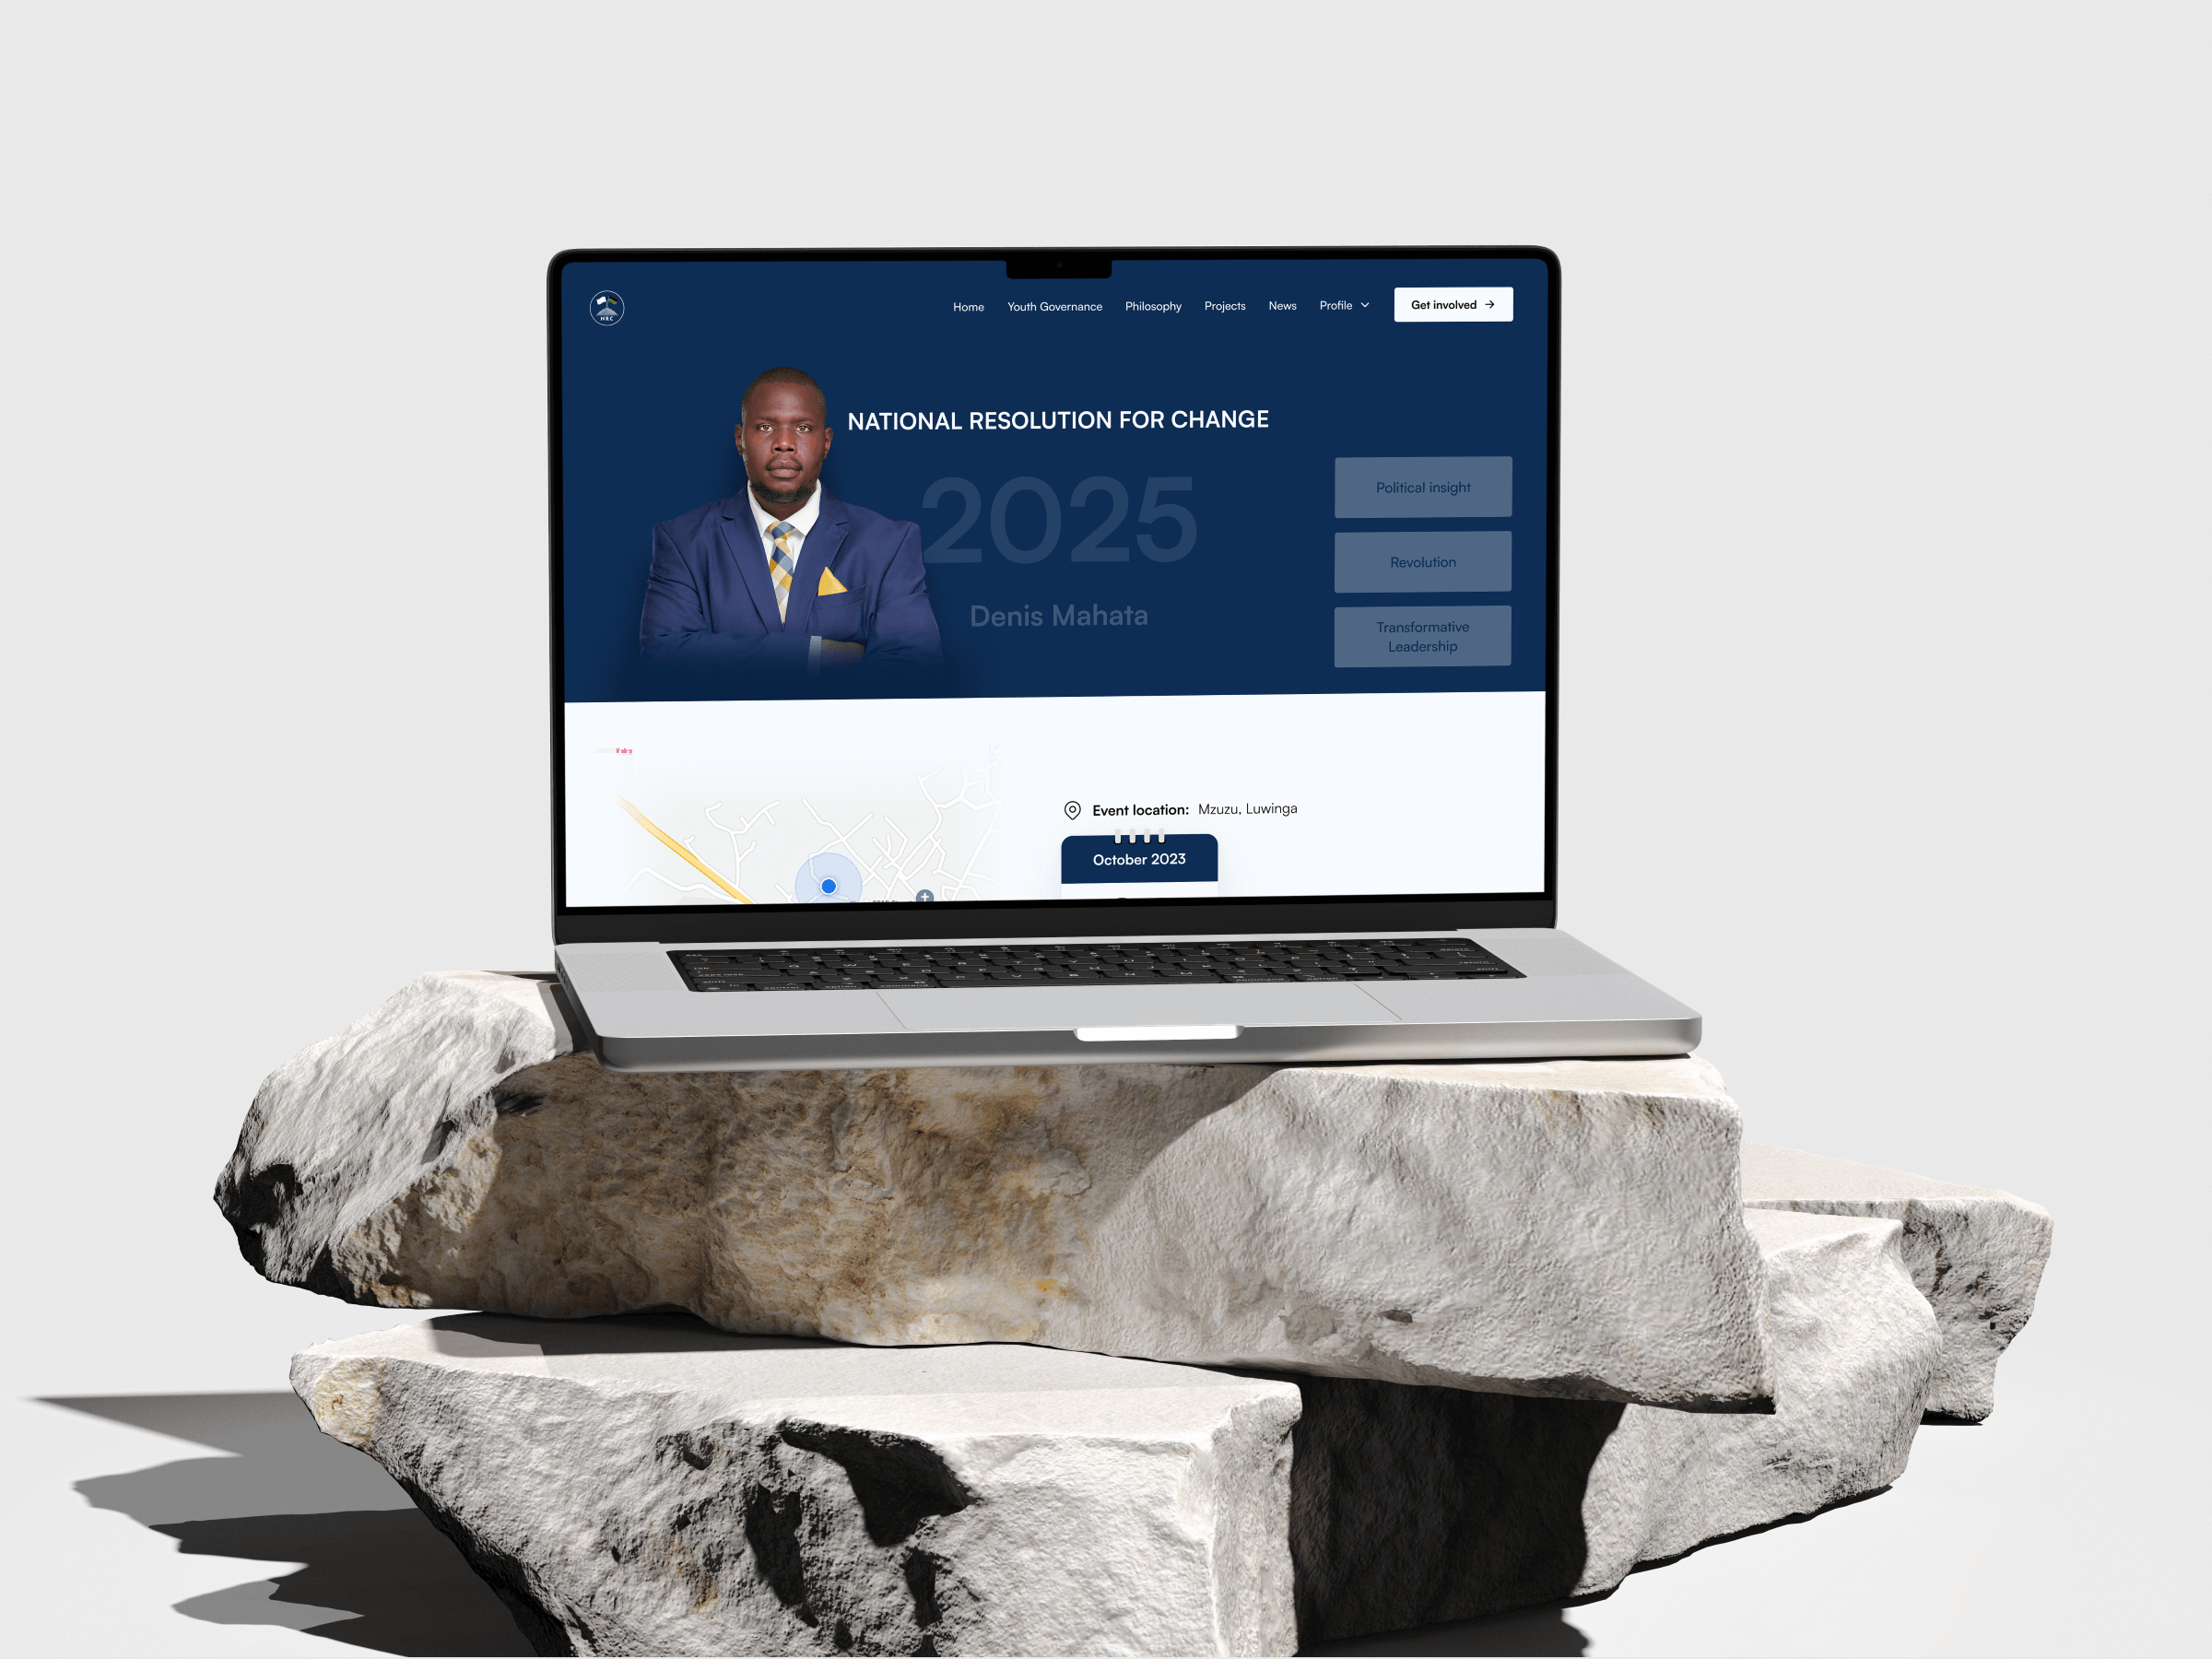 NRC
Home Youth Governance Philosophy Projects News Profile Get involved →
NATIONAL RESOLUTION FOR CHANGE
2025
Denis Mahata
Political insight
Revolution
Transformative
Leadership
Event location: Mzuzu, Luwinga
October 2023